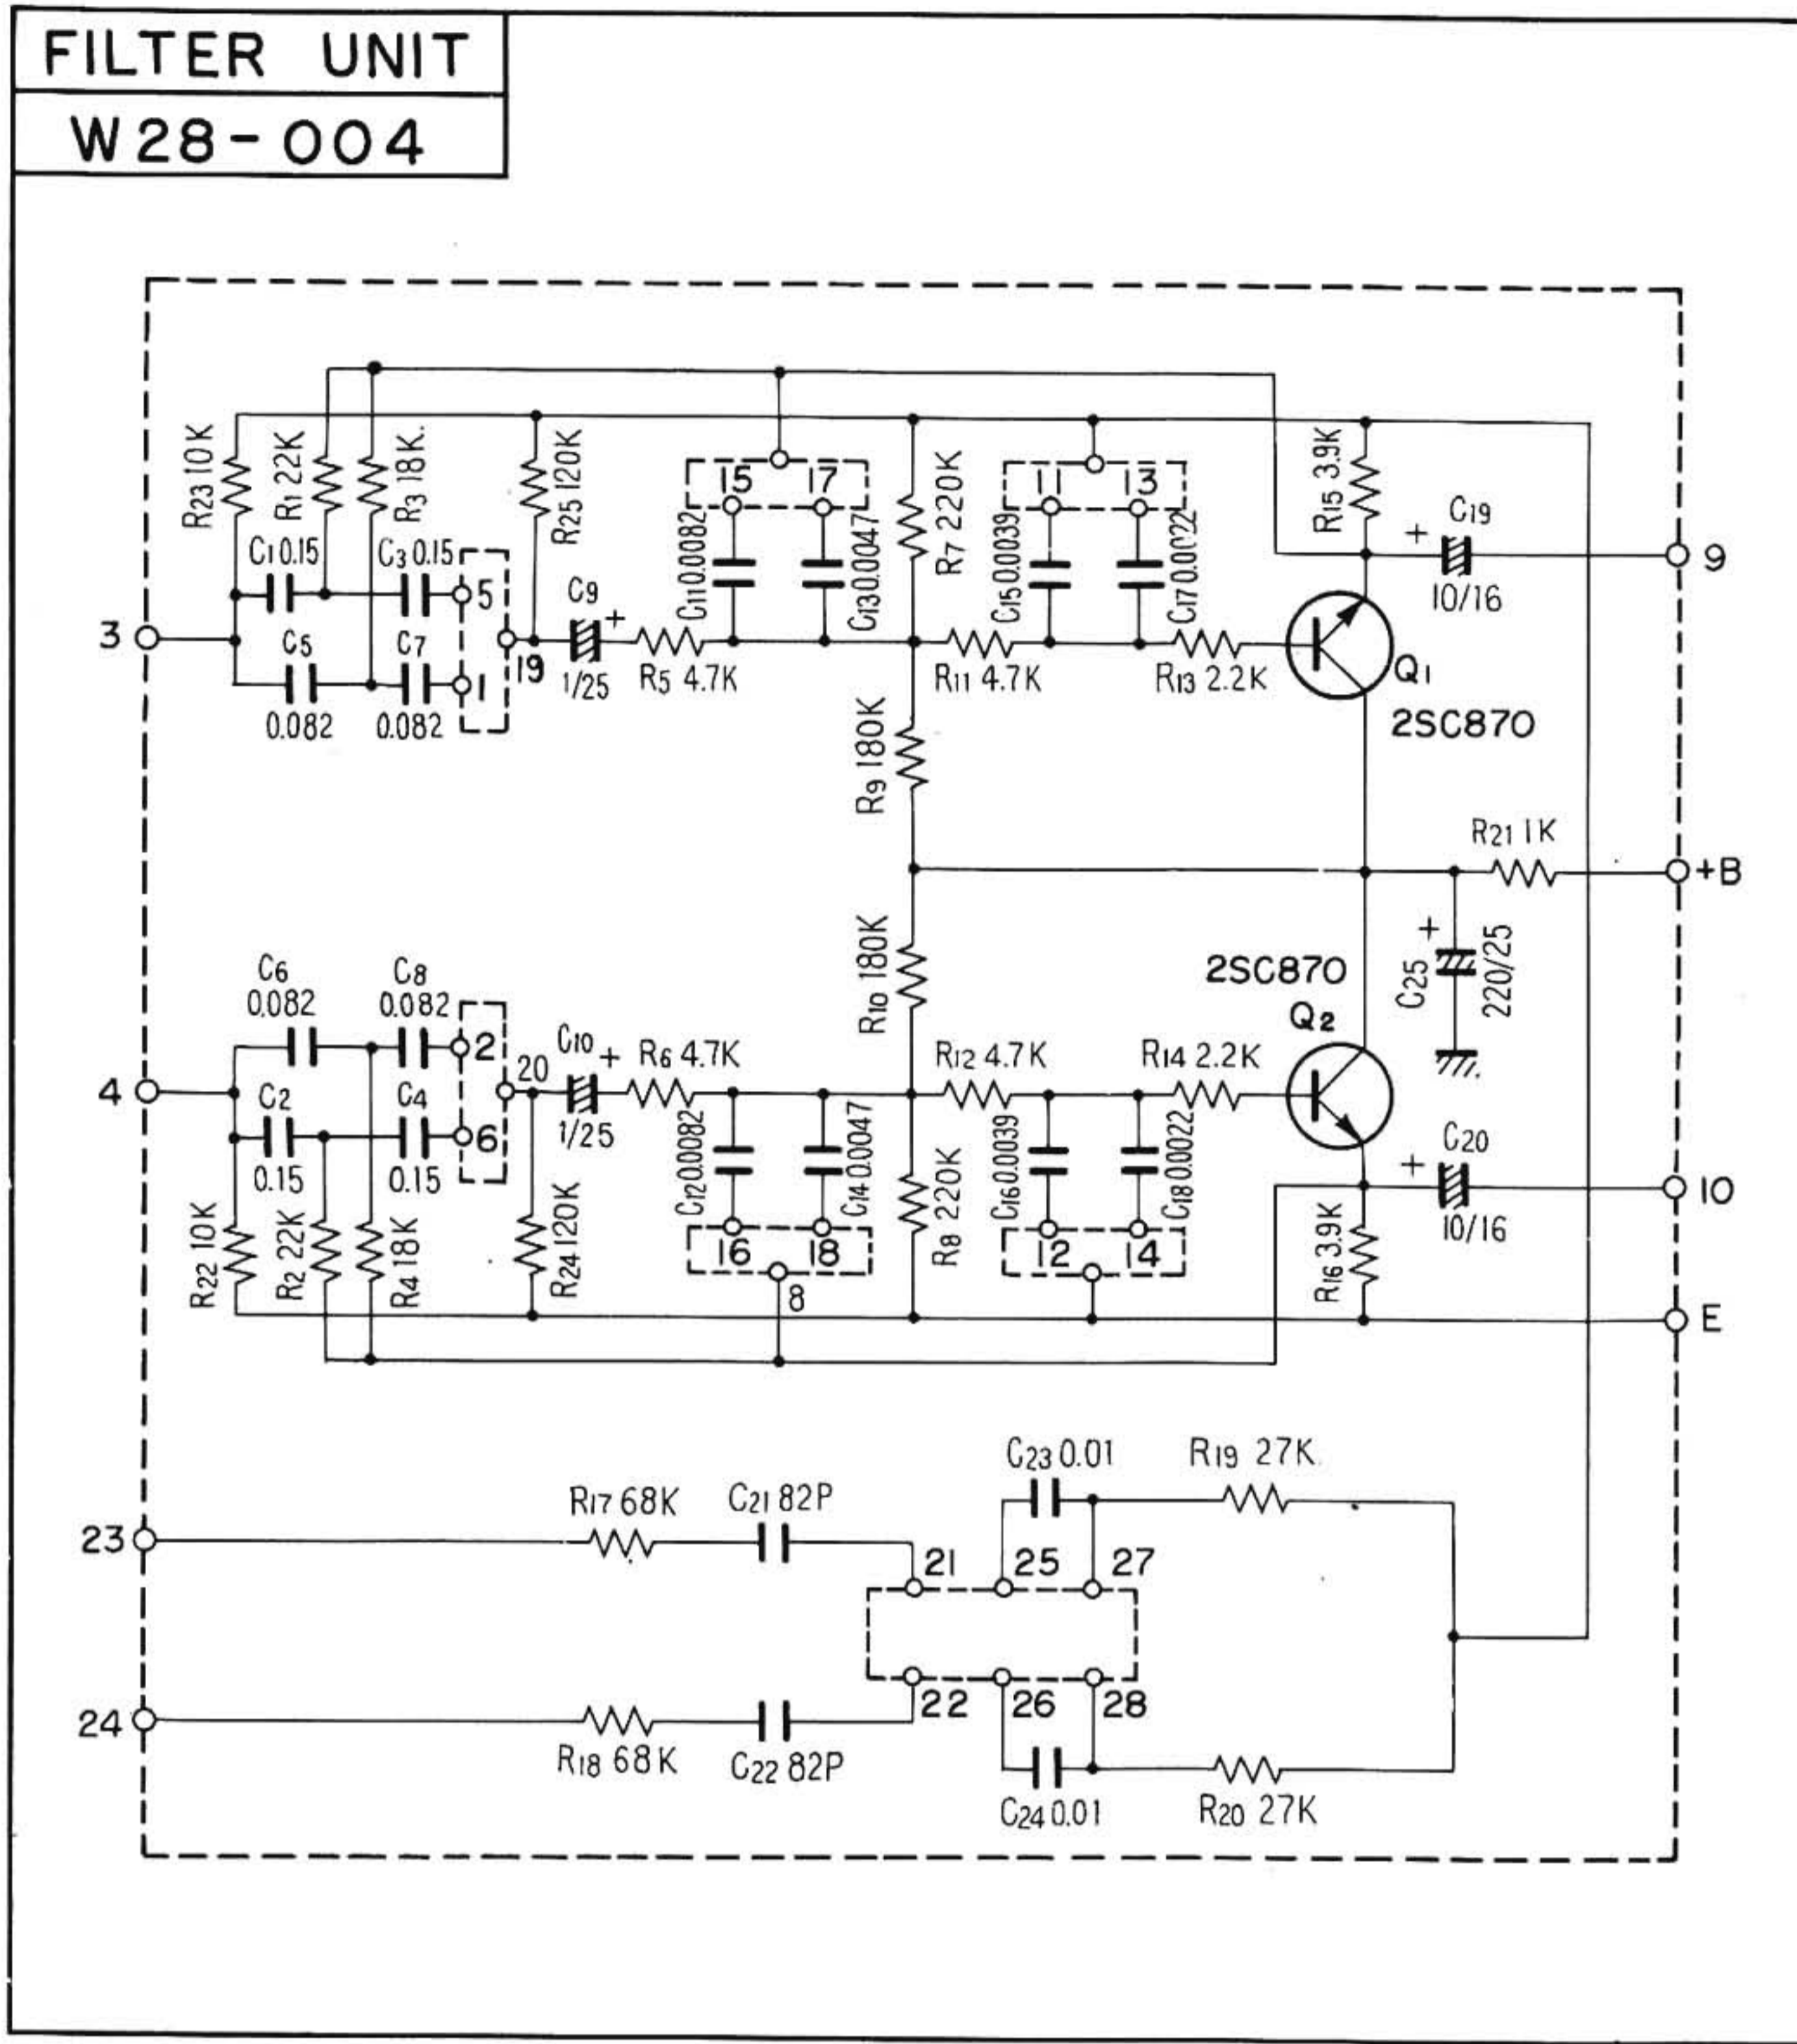 FILTER UNIT
W28-004
R23 10K
R1 22K
R3 18K.
R25 120K
15
17
R7 220K
11
13
R15 3.9K
C19
+
10/16
9
C1 0.15
C3 0.15
5
C11 0.0082
C13 0.0047
C15 0.0039
C17 0.0022
3
C5
0.082
C7
0.082
1
19
C9
+
1/25
R5 4.7K
R11 4.7K
R13 2.2K
Q1
2SC870
R9 180K
R21 1K
+B
R10 180K
2SC870
Q2
+
C25
220/25
C6
0.082
C8
0.082
2
20
C10
+
1/25
R6 4.7K
R12 4.7K
R14 2.2K
4
C2
0.15
C4
0.15
6
C12 0.0082
C14 0.0047
C16 0.0039
C18 0.0022
+
C20
10/16
10
R22 10K
R2 22K
R4 18K
R24 120K
16
18
8
R8 220K
12
14
R16 3.9K
E
C23 0.01
R19 27K
R17 68K
C21 82P
23
21
25
27
24
22
26
28
R18 68K
C22 82P
C24 0.01
R20 27K